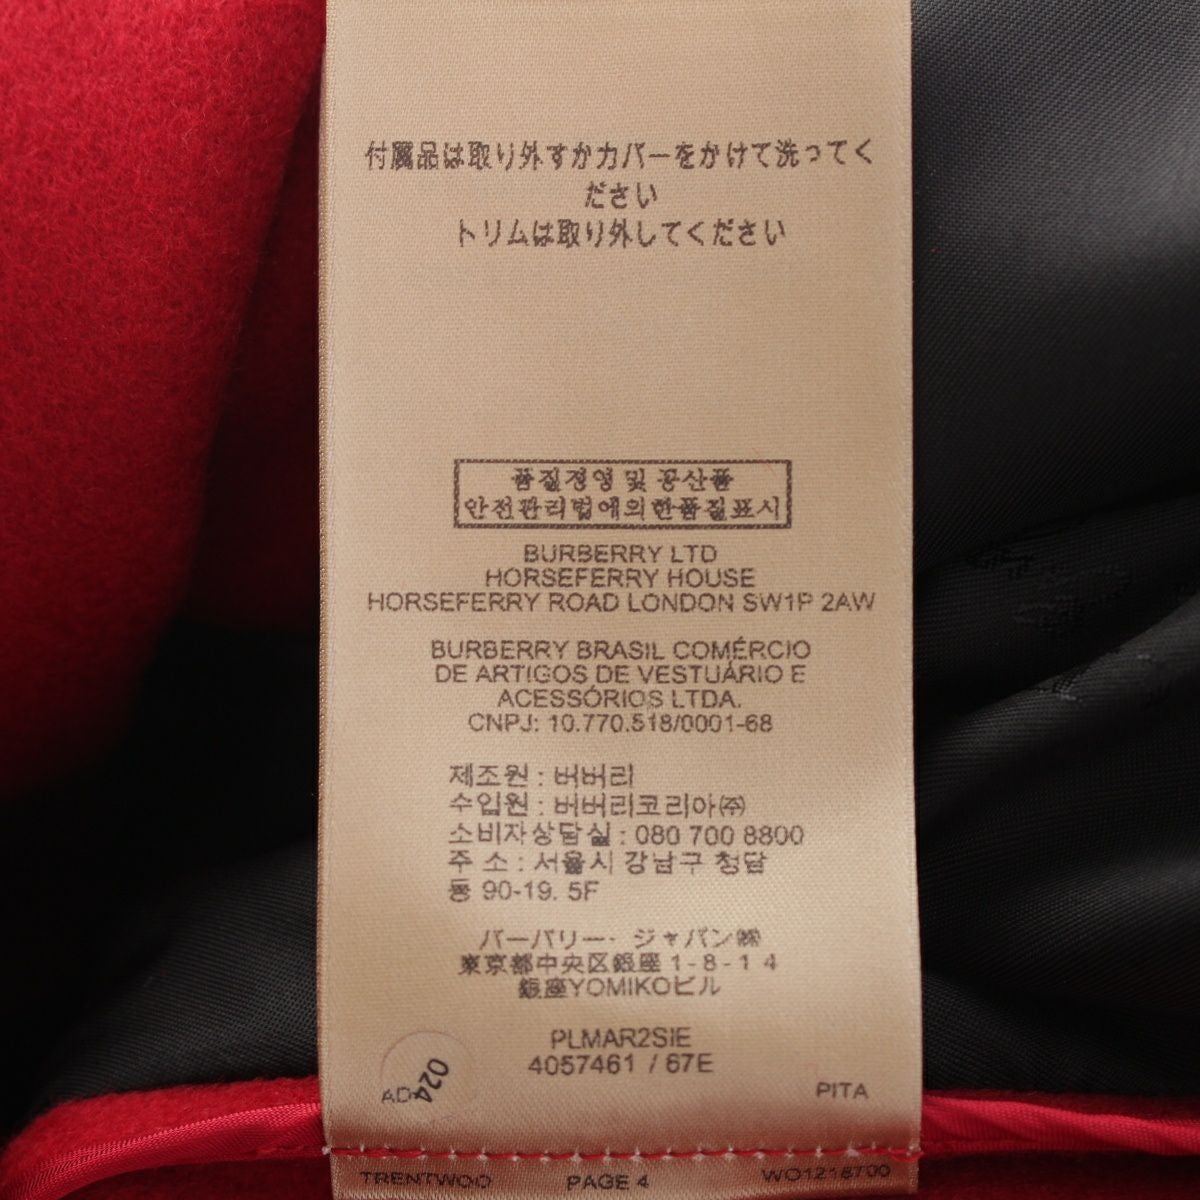 付属品は取り外すかカバーをかけて洗ってく
ださい
トリムは取り外してください
품질경영 및 공산품
안전관리법에의한품질표시
BURBERRY LTD
HORSEFERRY HOUSE
HORSEFERRY ROAD LONDON SW1P 2AW
BURBERRY BRASIL COMÉRCIO
DE ARTIGOS DE VESTUÁRIO E
ACESSÓRIOS LTDA.
CNPJ: 10.770.518/0001-68
제조원 : 버버리
수입원 : 버버리코리아㈜
소비자상담실 : 080 700 8800
주 소 : 서울시 강남구 청담
동 90-19. 5F
バーバリー・ジャパン㈱
東京都中央区銀座1-8-14
銀座YOMIKOビル
PLMAR2SIE
4057461 / 67E
AD
024
PITA
TRENTWOO PAGE 4 WO1218700